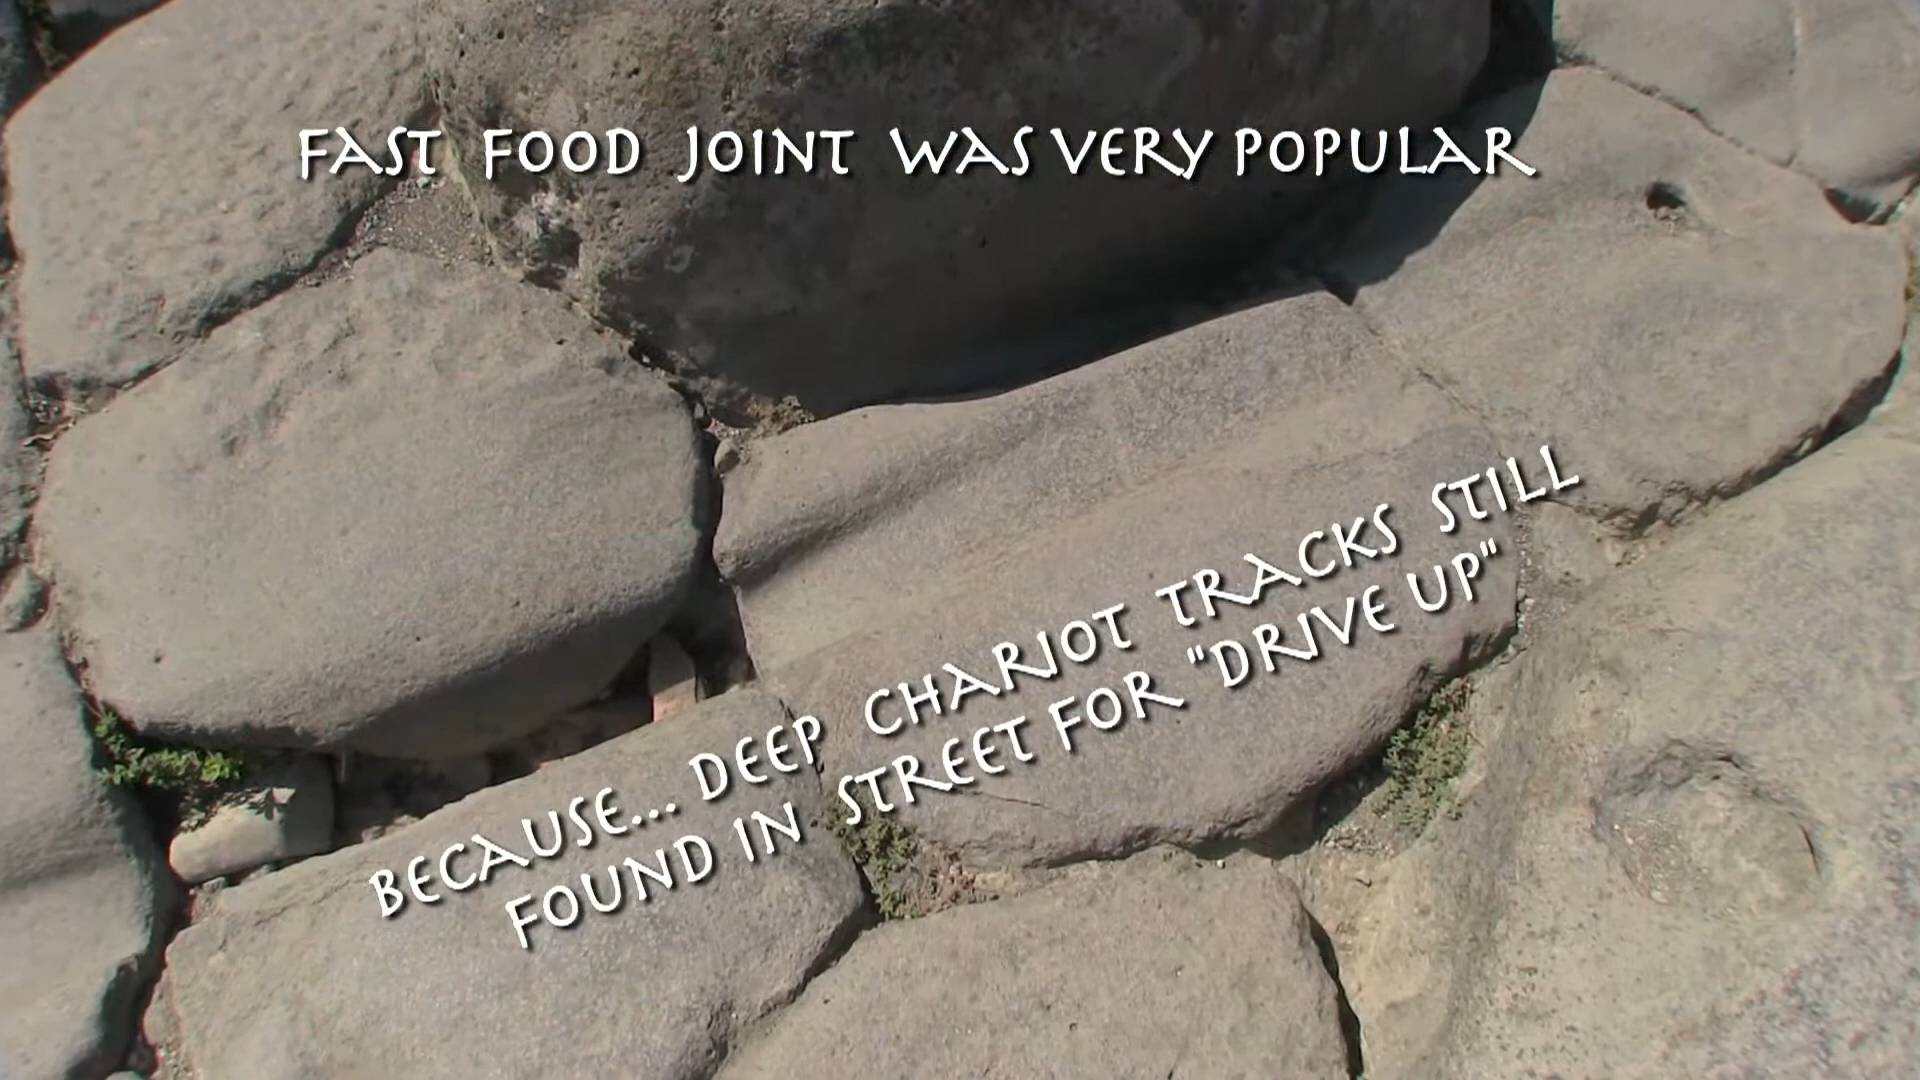 FAST FOOD JOINT WAS VERY POPULAR
BECAUSE... DEEP CHARIOT TRACKS STILL
FOUND IN STREET FOR "DRIVE UP"